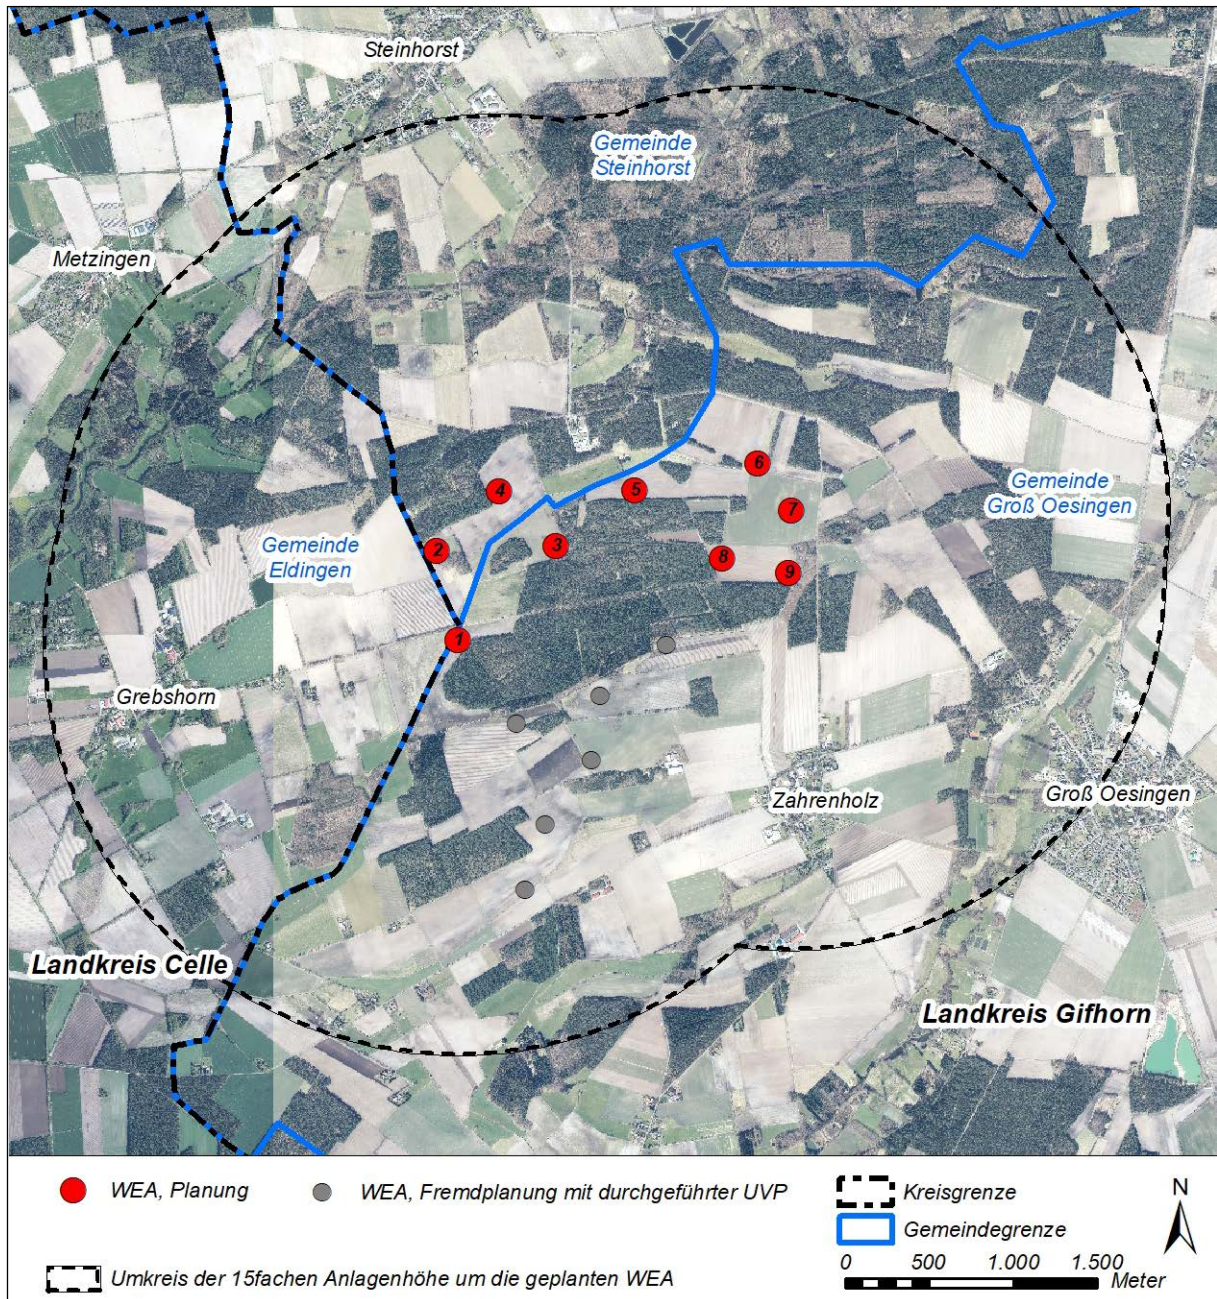 Steinhorst
Gemeinde
Steinhorst
Metzingen
6
4
5
Gemeinde
Groß Oesingen
7
Gemeinde
Eldingen
2
3
8
9
1
Grebshorn
Zahrenholz
Groß Oesingen
Landkreis Celle
Landkreis Gifhorn
WEA, Planung
WEA, Fremdplanung mit durchgeführter UVP
Kreisgrenze
N
Gemeindegrenze
Umkreis der 15fachen Anlagenhöhe um die geplanten WEA
0 500 1.000 1.500
Meter